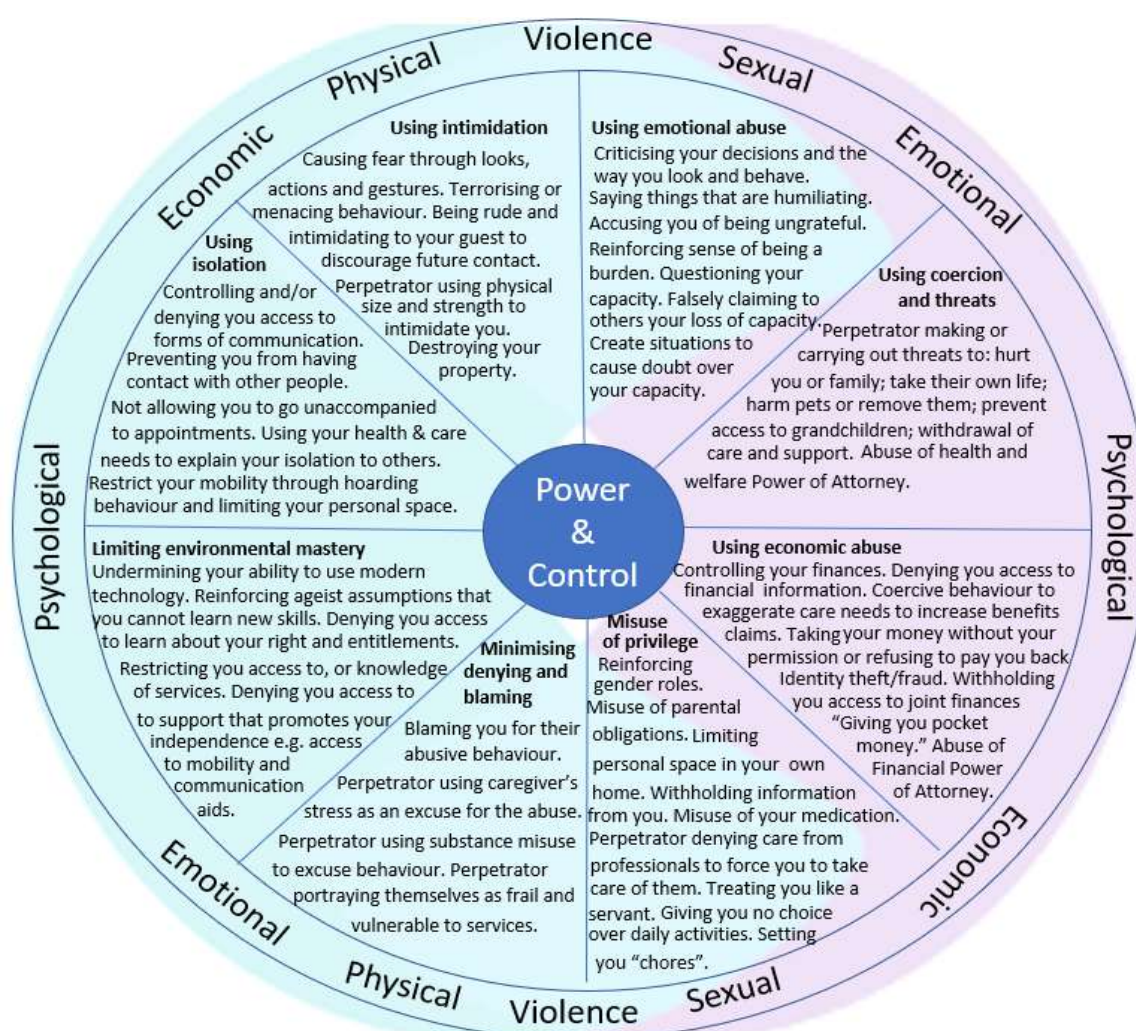 Violence
Sexual
Emotional
Psychological
Economic
Sexual
Violence
Physical
Emotional
Psychological
Economic
Physical
Using intimidation
Causing fear through looks,
actions and gestures. Terrorising or
menacing behaviour. Being rude and
intimidating to your guest to
discourage future contact.
Perpetrator using physical
size and strength to
intimidate you.
Destroying your
property.
Using emotional abuse
Criticising your decisions and the
way you look and behave.
Saying things that are humiliating.
Accusing you of being ungrateful.
Reinforcing sense of being a
burden. Questioning your
capacity. Falsely claiming to
others your loss of capacity.
Create situations to
cause doubt over
your capacity.
Using coercion
and threats
Perpetrator making or
carrying out threats to: hurt
you or family; take their own life;
harm pets or remove them; prevent
access to grandchildren; withdrawal of
care and support. Abuse of health and
welfare Power of Attorney.
Using economic abuse
Controlling your finances. Denying you access to
financial information. Coercive behaviour to
exaggerate care needs to increase benefits
claims. Taking your money without your
permission or refusing to pay you back
Identity theft/fraud. Withholding
you access to joint finances
“Giving you pocket
money.” Abuse of
Financial Power
of Attorney.
Misuse
of privilege
Reinforcing
gender roles.
Misuse of parental
obligations. Limiting
personal space in your own
home. Withholding information
from you. Misuse of your medication.
Perpetrator denying care from
professionals to force you to take
care of them. Treating you like a
servant. Giving you no choice
over daily activities. Setting
you “chores”.
Minimising
denying and
blaming
Blaming you for their
abusive behaviour.
Perpetrator using caregiver’s
stress as an excuse for the abuse.
Perpetrator using substance misuse
to excuse behaviour. Perpetrator
portraying themselves as frail and
vulnerable to services.
Limiting environmental mastery
Undermining your ability to use modern
technology. Reinforcing ageist assumptions that
you cannot learn new skills. Denying you access
to learn about your right and entitlements.
Restricting you access to, or knowledge
of services. Denying you access to
to support that promotes your
independence e.g. access
to mobility and
communication
aids.
Using
isolation
Controlling and/or
denying you access to
forms of communication.
Preventing you from having
contact with other people.
Not allowing you to go unaccompanied
to appointments. Using your health & care
needs to explain your isolation to others.
Restrict your mobility through hoarding
behaviour and limiting your personal space.
Power
&
Control